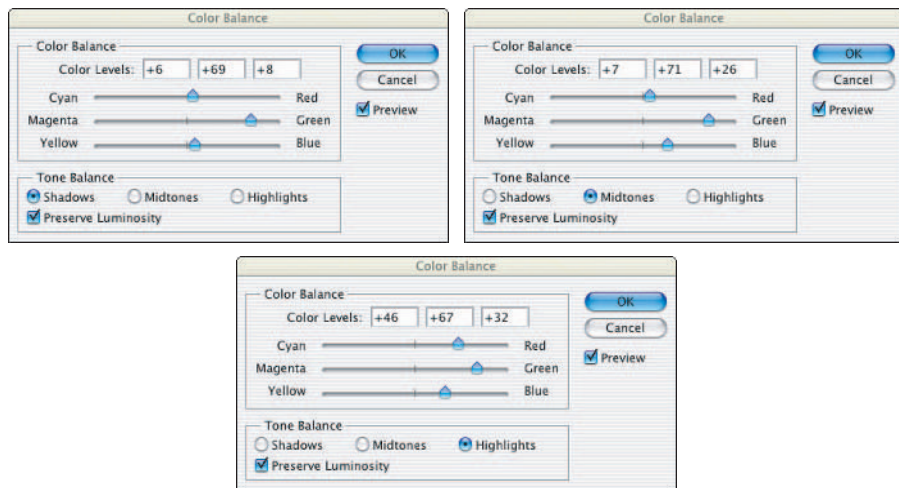 Color Balance
Color Balance
Color Levels: +6 +69 +8
Cyan Red
Magenta Green
Yellow Blue
OK
Cancel
Preview
Tone Balance
Shadows Midtones Highlights
Preserve Luminosity
Color Balance
Color Balance
Color Levels: +7 +71 +26
Cyan Red
Magenta Green
Yellow Blue
OK
Cancel
Preview
Tone Balance
Shadows Midtones Highlights
Preserve Luminosity
Color Balance
Color Balance
Color Levels: +46 +67 +32
Cyan Red
Magenta Green
Yellow Blue
OK
Cancel
Preview
Tone Balance
Shadows Midtones Highlights
Preserve Luminosity